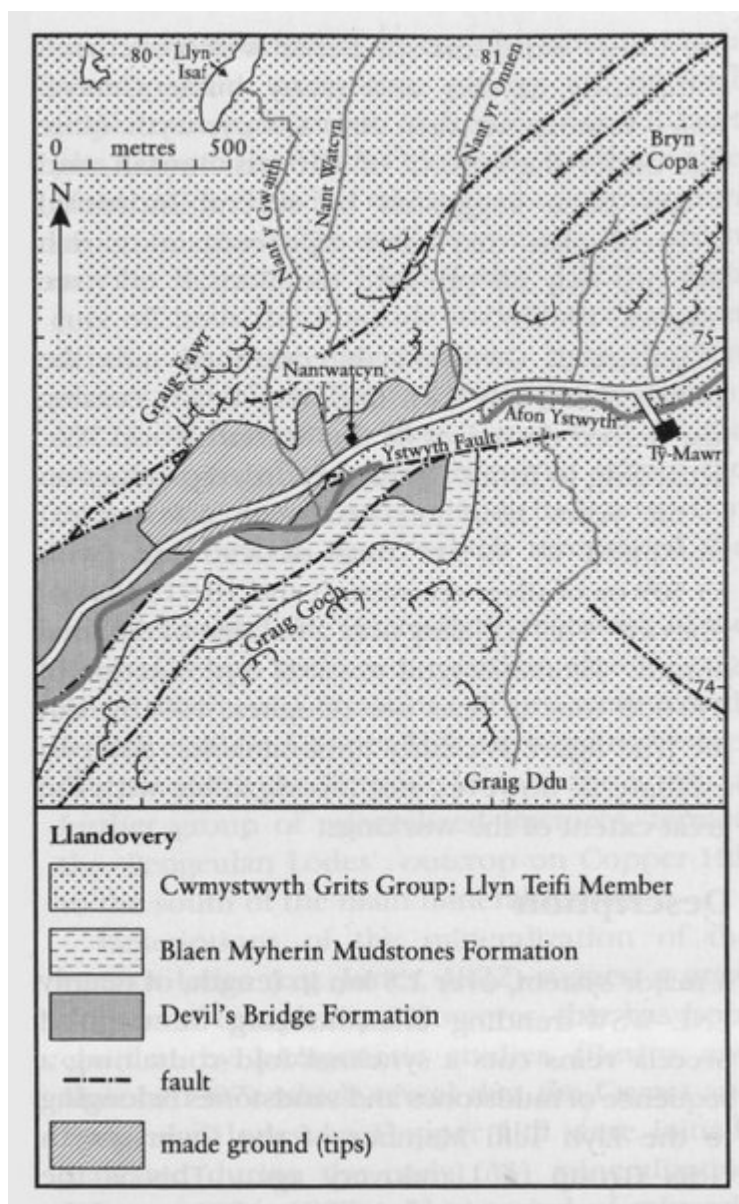 80
Llyn
Isaf
81
0 metres 500
N
Nant y Gwaith
Nant Watcyn
Nant yr Onnen
Bryn
Copa
75
Graig Fawr
Nantwatcyn
Afon Ystwyth
Ystwyth Fault
Ty-Mawr
Graig Goch
74
Graig Ddu
Llandovery
Cwmystwyth Grits Group: Llyn Teifi Member
Blaen Myherin Mudstones Formation
Devil's Bridge Formation
fault
made ground (tips)